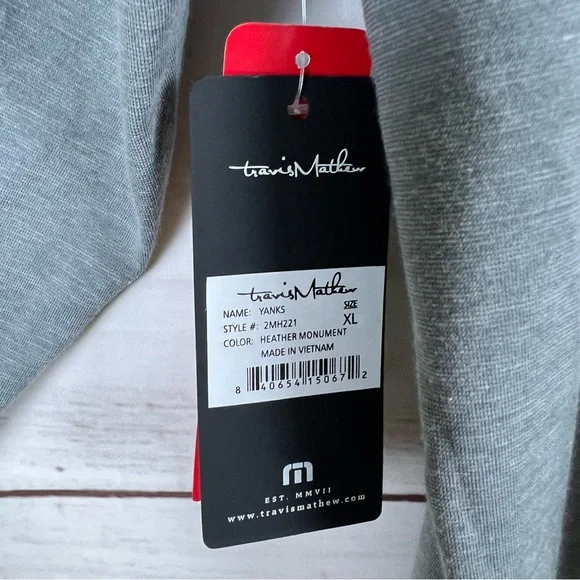 travisMathew
travisMathew
NAME: YANKS
SIZE
STYLE #: 2MH221
XL
COLOR: HEATHER MONUMENT
MADE IN VIETNAM
8 40654 15067 2
EST. MMVII
www.travismathew.com